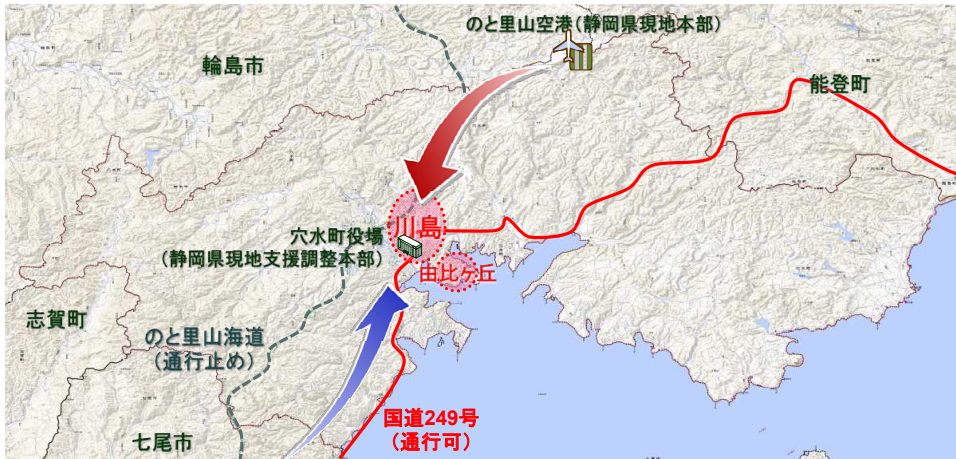 のと里山空港（静岡県現地本部）
輪島市
能登町
川島
穴水町役場
（静岡県現地支援調整本部）
由比ヶ丘
志賀町
のと里山海道
（通行止め）
国道249号
（通行可）
七尾市